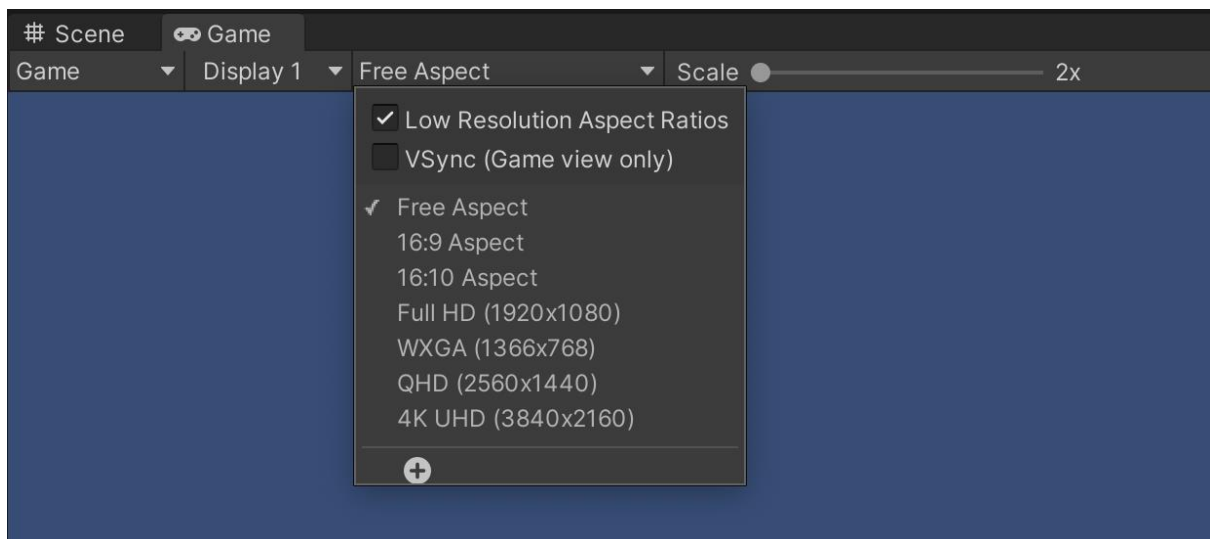 Scene Game
Game Display 1 Free Aspect Scale 2x
Low Resolution Aspect Ratios
VSync (Game view only)
Free Aspect
16:9 Aspect
16:10 Aspect
Full HD (1920x1080)
WXGA (1366x768)
QHD (2560x1440)
4K UHD (3840x2160)